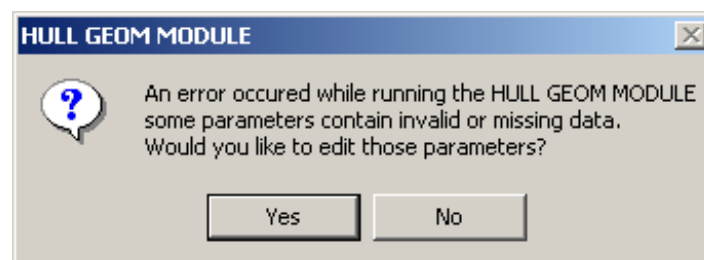 HULL GEOM MODULE
An error occured while running the HULL GEOM MODULE
some parameters contain invalid or missing data.
Would you like to edit those parameters?
Yes No